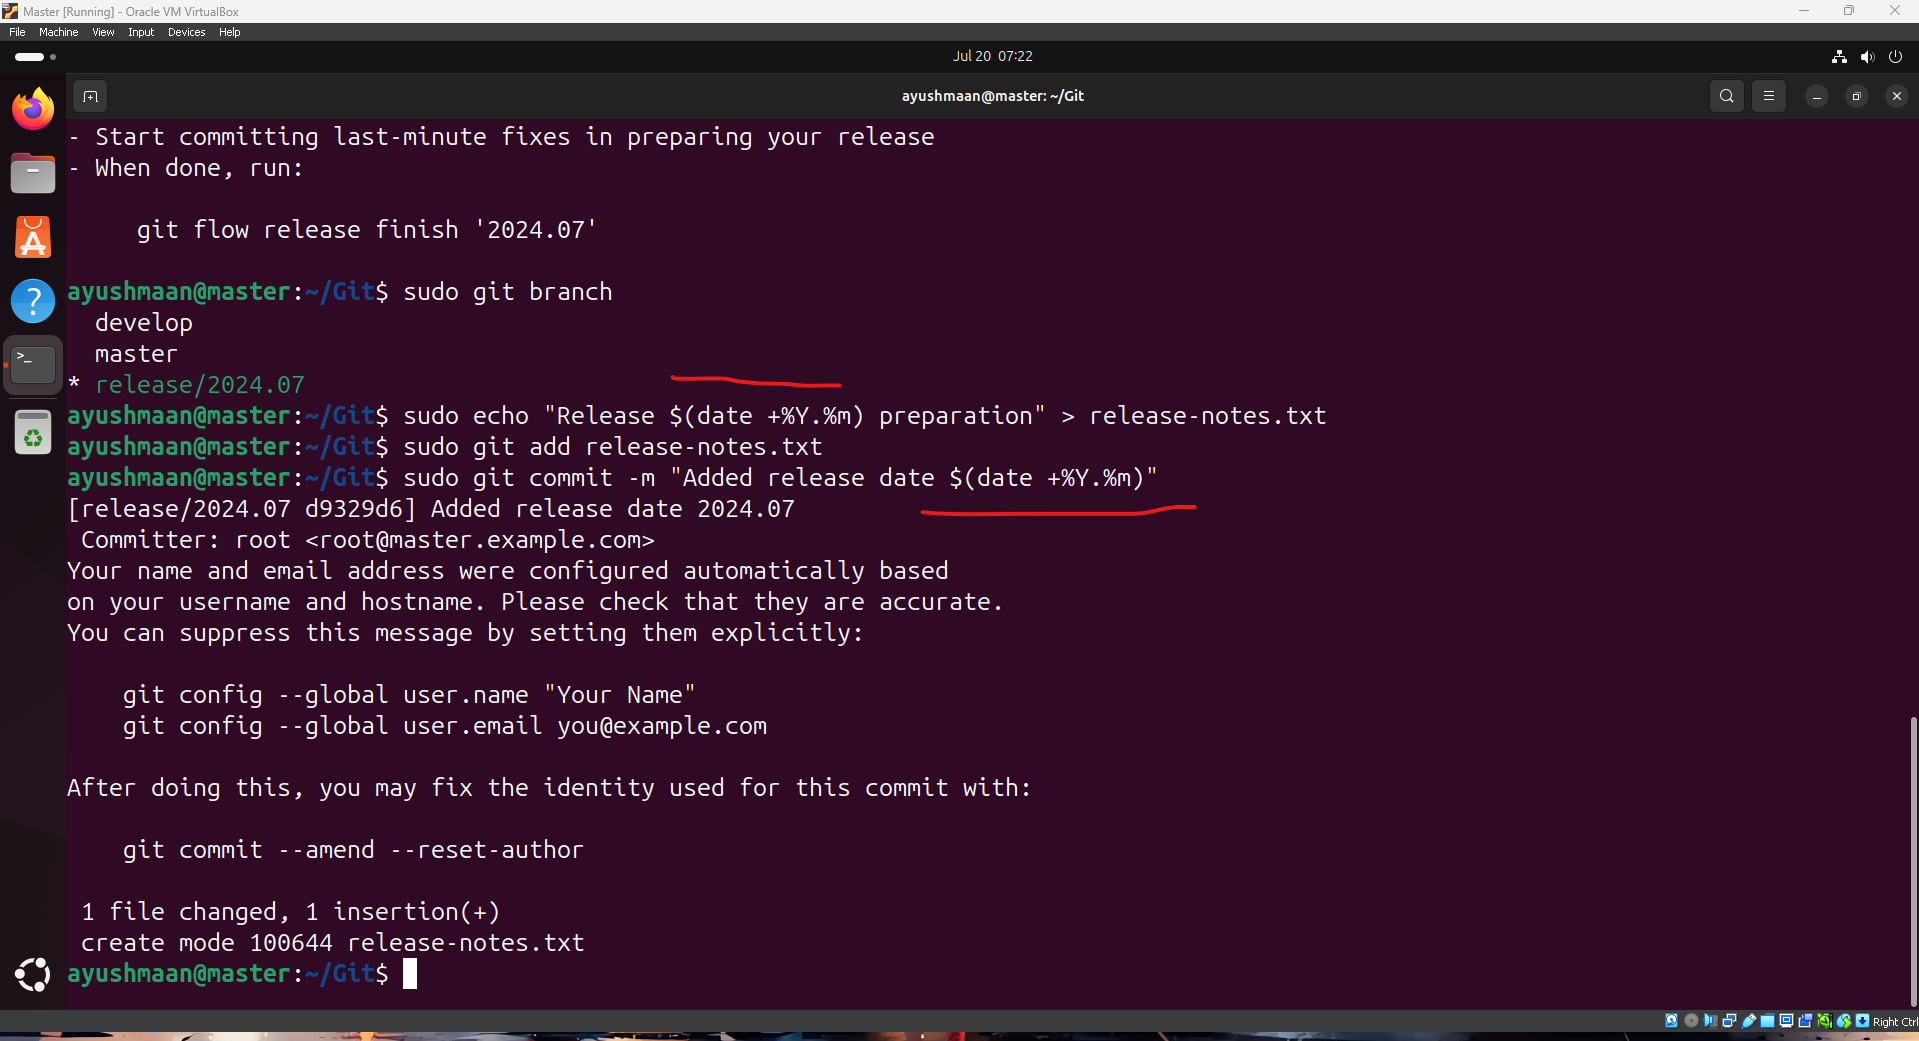 Master [Running] - Oracle VM VirtualBox
File Machine View Input Devices Help
Jul 20 07:22
ayushmaan@master: ~/Git
- Start committing last-minute fixes in preparing your release
- When done, run:
git flow release finish '2024.07'
ayushmaan@master:~/Git$ sudo git branch
develop
master
* release/2024.07
ayushmaan@master:~/Git$ sudo echo "Release $(date +%Y.%m) preparation" > release-notes.txt
ayushmaan@master:~/Git$ sudo git add release-notes.txt
ayushmaan@master:~/Git$ sudo git commit -m "Added release date $(date +%Y.%m)"
[release/2024.07 d9329d6] Added release date 2024.07
Committer: root <root@master.example.com>
Your name and email address were configured automatically based
on your username and hostname. Please check that they are accurate.
You can suppress this message by setting them explicitly:
git config --global user.name "Your Name"
git config --global user.email you@example.com
After doing this, you may fix the identity used for this commit with:
git commit --amend --reset-author
1 file changed, 1 insertion(+)
create mode 100644 release-notes.txt
ayushmaan@master:~/Git$
Right Ctrl